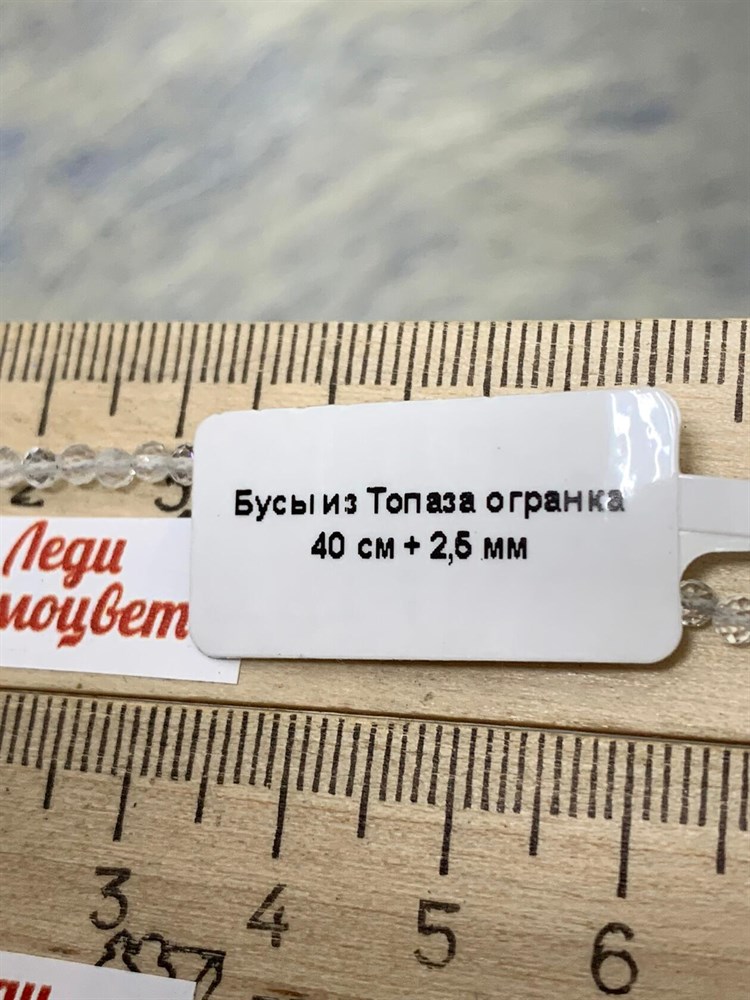 Бусы из Топаза огранка
40 см + 2,5 мм
2 3
Леди
моцвет
3 4 5 6